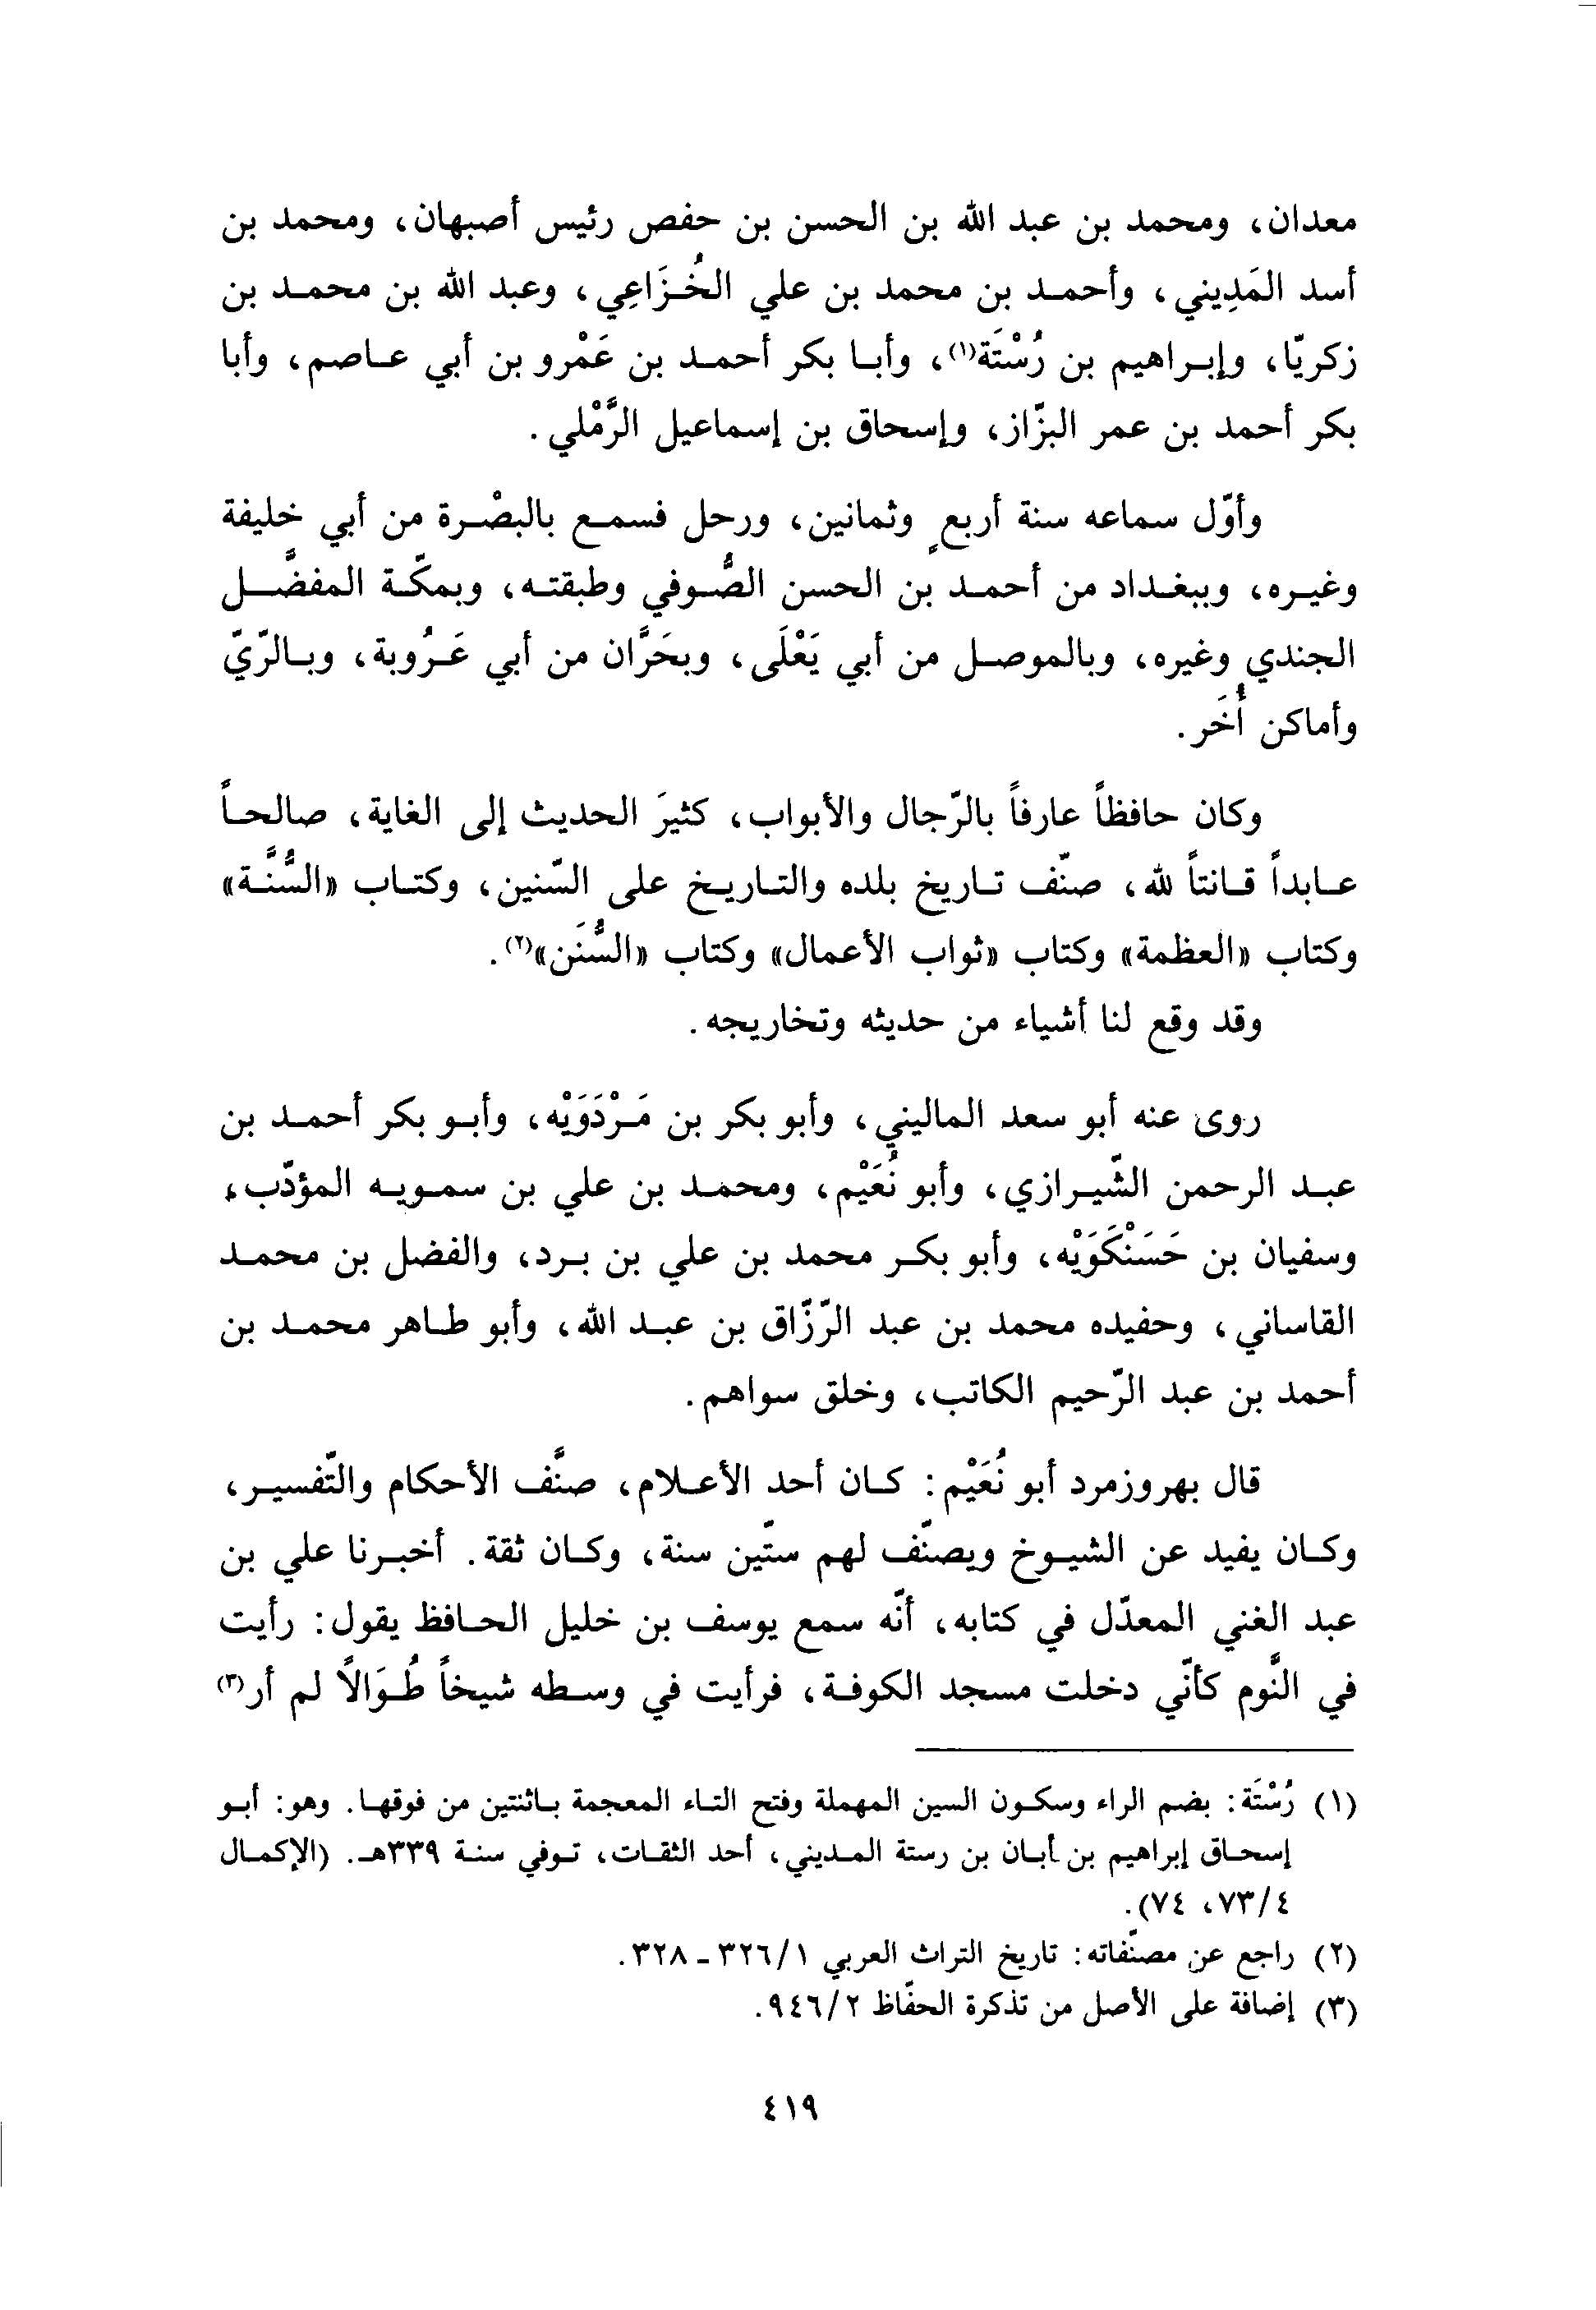 معدان، ومحمد بن عبد الله بن الحسن بن حفص رئيس أصبهان، ومحمد بن
أسد المَدِيني، وأحمد بن محمد بن علي الخُزَاعِي، وعبد الله بن محمد بن
زكريّا، وإبراهيم بن رُسْتَة(١)، وأبا بكر أحمد بن عَمْرو بن أبي عاصم، وأبا
بكر أحمد بن عمر البزّاز، وإسحاق بن إسماعيل الرَّمْلي.
وأوّل سماعه سنة أربعٍ وثمانين، ورحل فسمع بالبصْرة من أبي خليفة
وغيره، وببغداد من أحمد بن الحسن الصُّوفي وطبقته، وبمكّة المفضَّل
الجندي وغيره، وبالموصل من أبي يَعْلَى، وبحَرَّان من أبي عَرُوبة، وبالرّيّ
وأماكن أُخَر.
وكان حافظاً عارفاً بالرّجال والأبواب، كثيرَ الحديث إلى الغاية، صالحاً
عابداً قانتاً لله، صنّف تاريخ بلده والتاريخ على السّنين، وكتاب «السُّنَّة»
وكتاب «العظمة» وكتاب «ثواب الأعمال» وكتاب «السُّنَن»(٢).
وقد وقع لنا أشياء من حديثه وتخاريجه.
روى عنه أبو سعد الماليني، وأبو بكر بن مَرْدَوَيْه، وأبو بكر أحمد بن
عبد الرحمن الشّيرازي، وأبو نُعَيْم، ومحمد بن علي بن سمويه المؤدّب،
وسفيان بن حَسَنْكَوَيْه، وأبو بكر محمد بن علي بن برد، والفضل بن محمد
القاساني، وحفيده محمد بن عبد الرّزّاق بن عبد الله، وأبو طاهر محمد بن
أحمد بن عبد الرّحيم الكاتب، وخلق سواهم.
قال بهروزمرد أبو نُعَيْم: كان أحد الأعلام، صنَّف الأحكام والتّفسير،
وكان يفيد عن الشيوخ ويصنّف لهم ستّين سنة، وكان ثقة. أخبرنا علي بن
عبد الغني المعدّل في كتابه، أنّه سمع يوسف بن خليل الحافظ يقول: رأيت
في النَّوم كأنّي دخلت مسجد الكوفة، فرأيت في وسطه شيخاً طُوَالاً لم أر(٣)
(١) رُسْتَة: بضم الراء وسكون السين المهملة وفتح التاء المعجمة باثنتين من فوقها. وهو: أبو
إسحاق إبراهيم بن أبان بن رستة المديني، أحد الثقات، توفي سنة ٣٣٩هـ. (الإكمال
٧٣/٤، ٧٤).
(٢) راجع عن مصنّفاته: تاريخ التراث العربي ٣٢٦/١ - ٣٢٨.
(٣) إضافة على الأصل من تذكرة الحفّاظ ٩٤٦/٢.
٤١٩